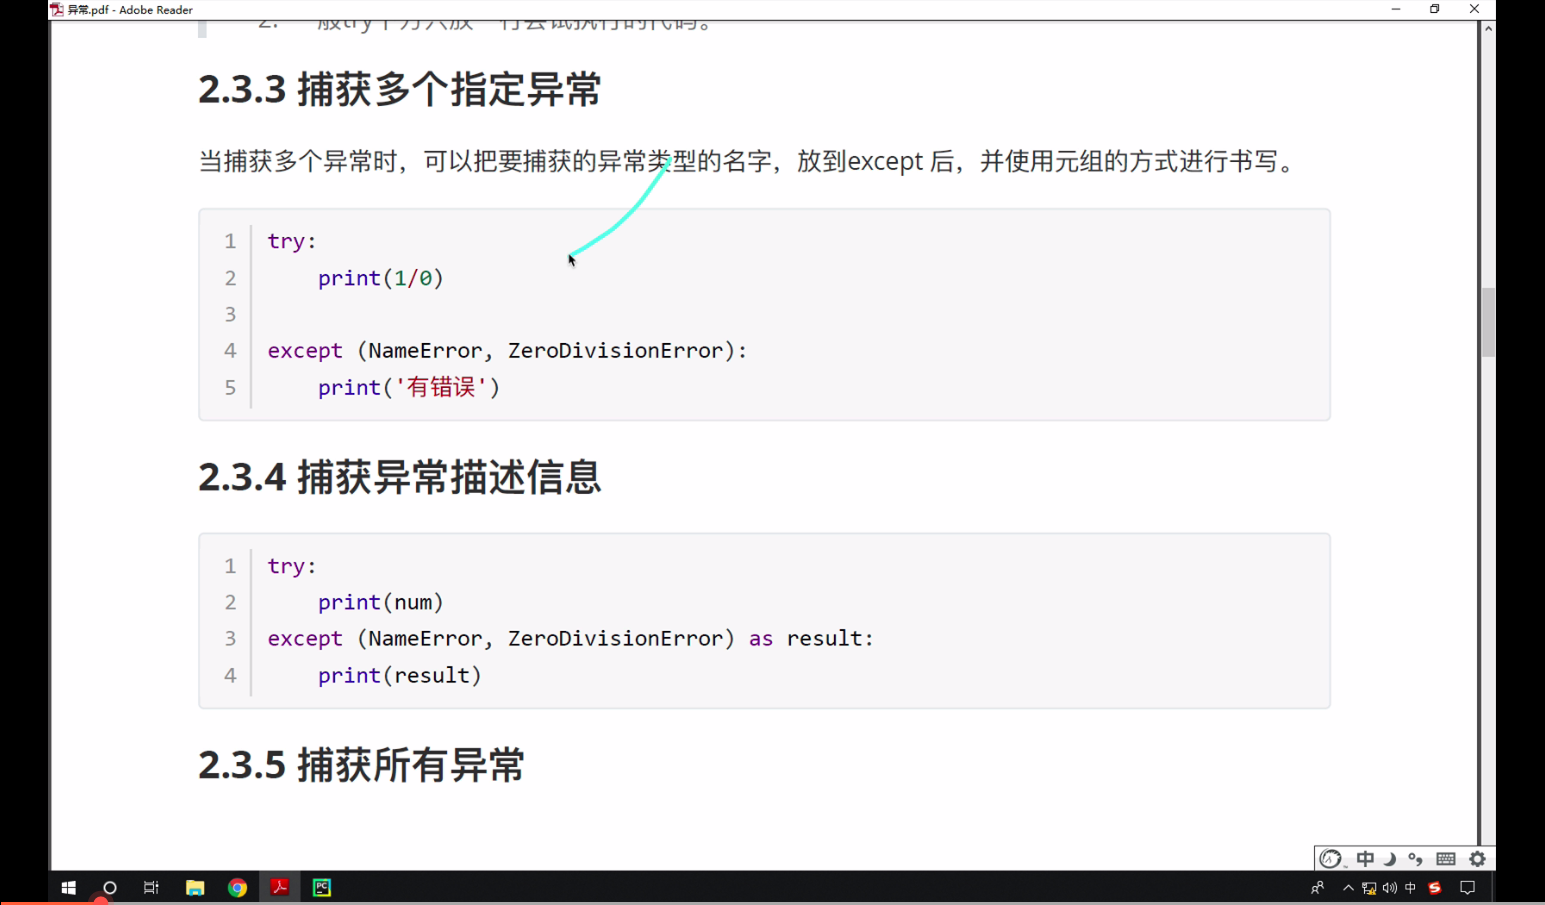 异常.pdf - Adobe Reader
2.3.3 捕获多个指定异常
当捕获多个异常时，可以把要捕获的异常类型的名字，放到except 后，并使用元组的方式进行书写。
1 try:
2 print(1/0)
3
4 except (NameError, ZeroDivisionError):
5 print('有错误')
2.3.4 捕获异常描述信息
1 try:
2 print(num)
3 except (NameError, ZeroDivisionError) as result:
4 print(result)
2.3.5 捕获所有异常
中
PC
中